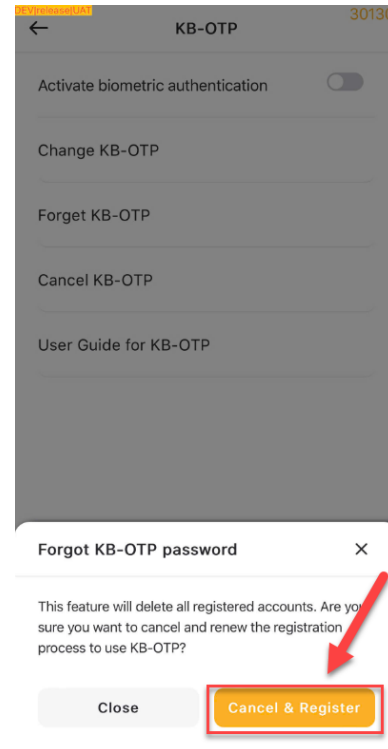 DEV|release|UAT
30130
KB-OTP
Activate biometric authentication
Change KB-OTP
Forget KB-OTP
Cancel KB-OTP
User Guide for KB-OTP
Forgot KB-OTP password
This feature will delete all registered accounts. Are you
sure you want to cancel and renew the registration
process to use KB-OTP?
Close
Cancel & Register